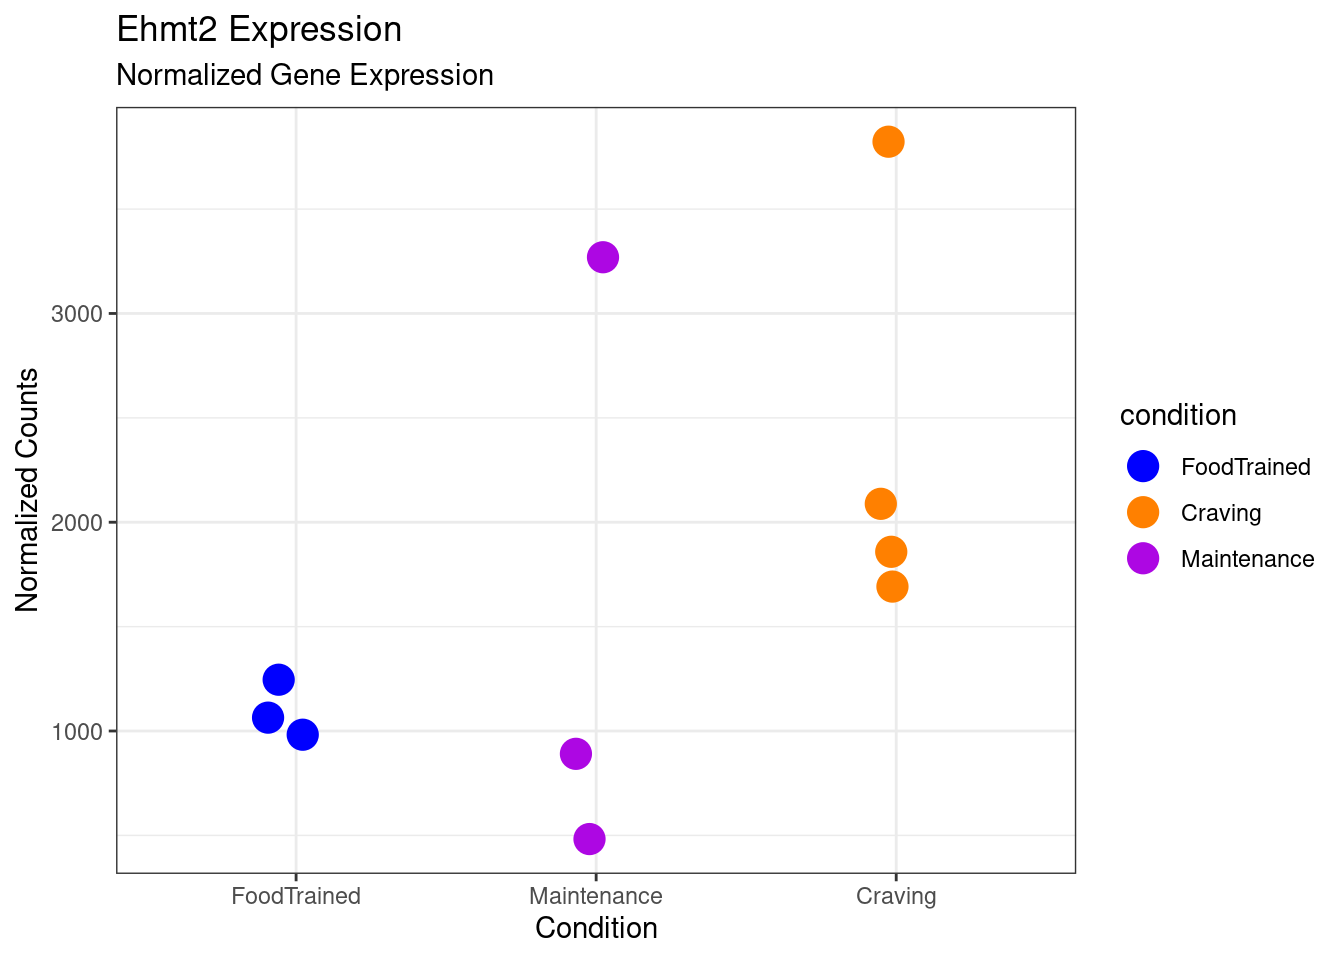 Ehmt2 Expression
Normalized Gene Expression
Normalized Counts
3000
2000
1000
FoodTrained
Maintenance
Craving
Condition
condition
FoodTrained
Craving
Maintenance